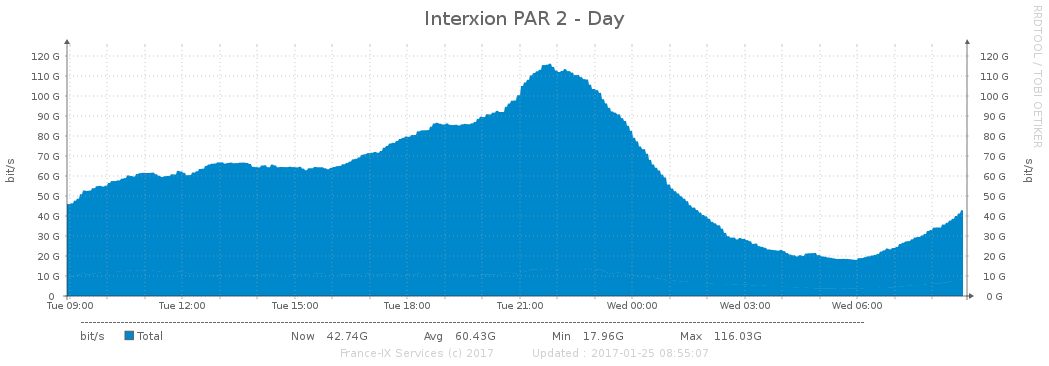 Interxion PAR 2 - Day
RRDTOOL / TOBI OETIKER
bit/s
bit/s
120 G 120 G
110 G 110 G
100 G 100 G
90 G 90 G
80 G 80 G
70 G 70 G
60 G 60 G
50 G 50 G
40 G 40 G
30 G 30 G
20 G 20 G
10 G 10 G
0 0 G
Tue 09:00 Tue 12:00 Tue 15:00 Tue 18:00 Tue 21:00 Wed 00:00 Wed 03:00 Wed 06:00
bit/s Total Now 42.74G Avg 60.43G Min 17.96G Max 116.03G
France-IX Services (c) 2017 Updated : 2017-01-25 08:55:07